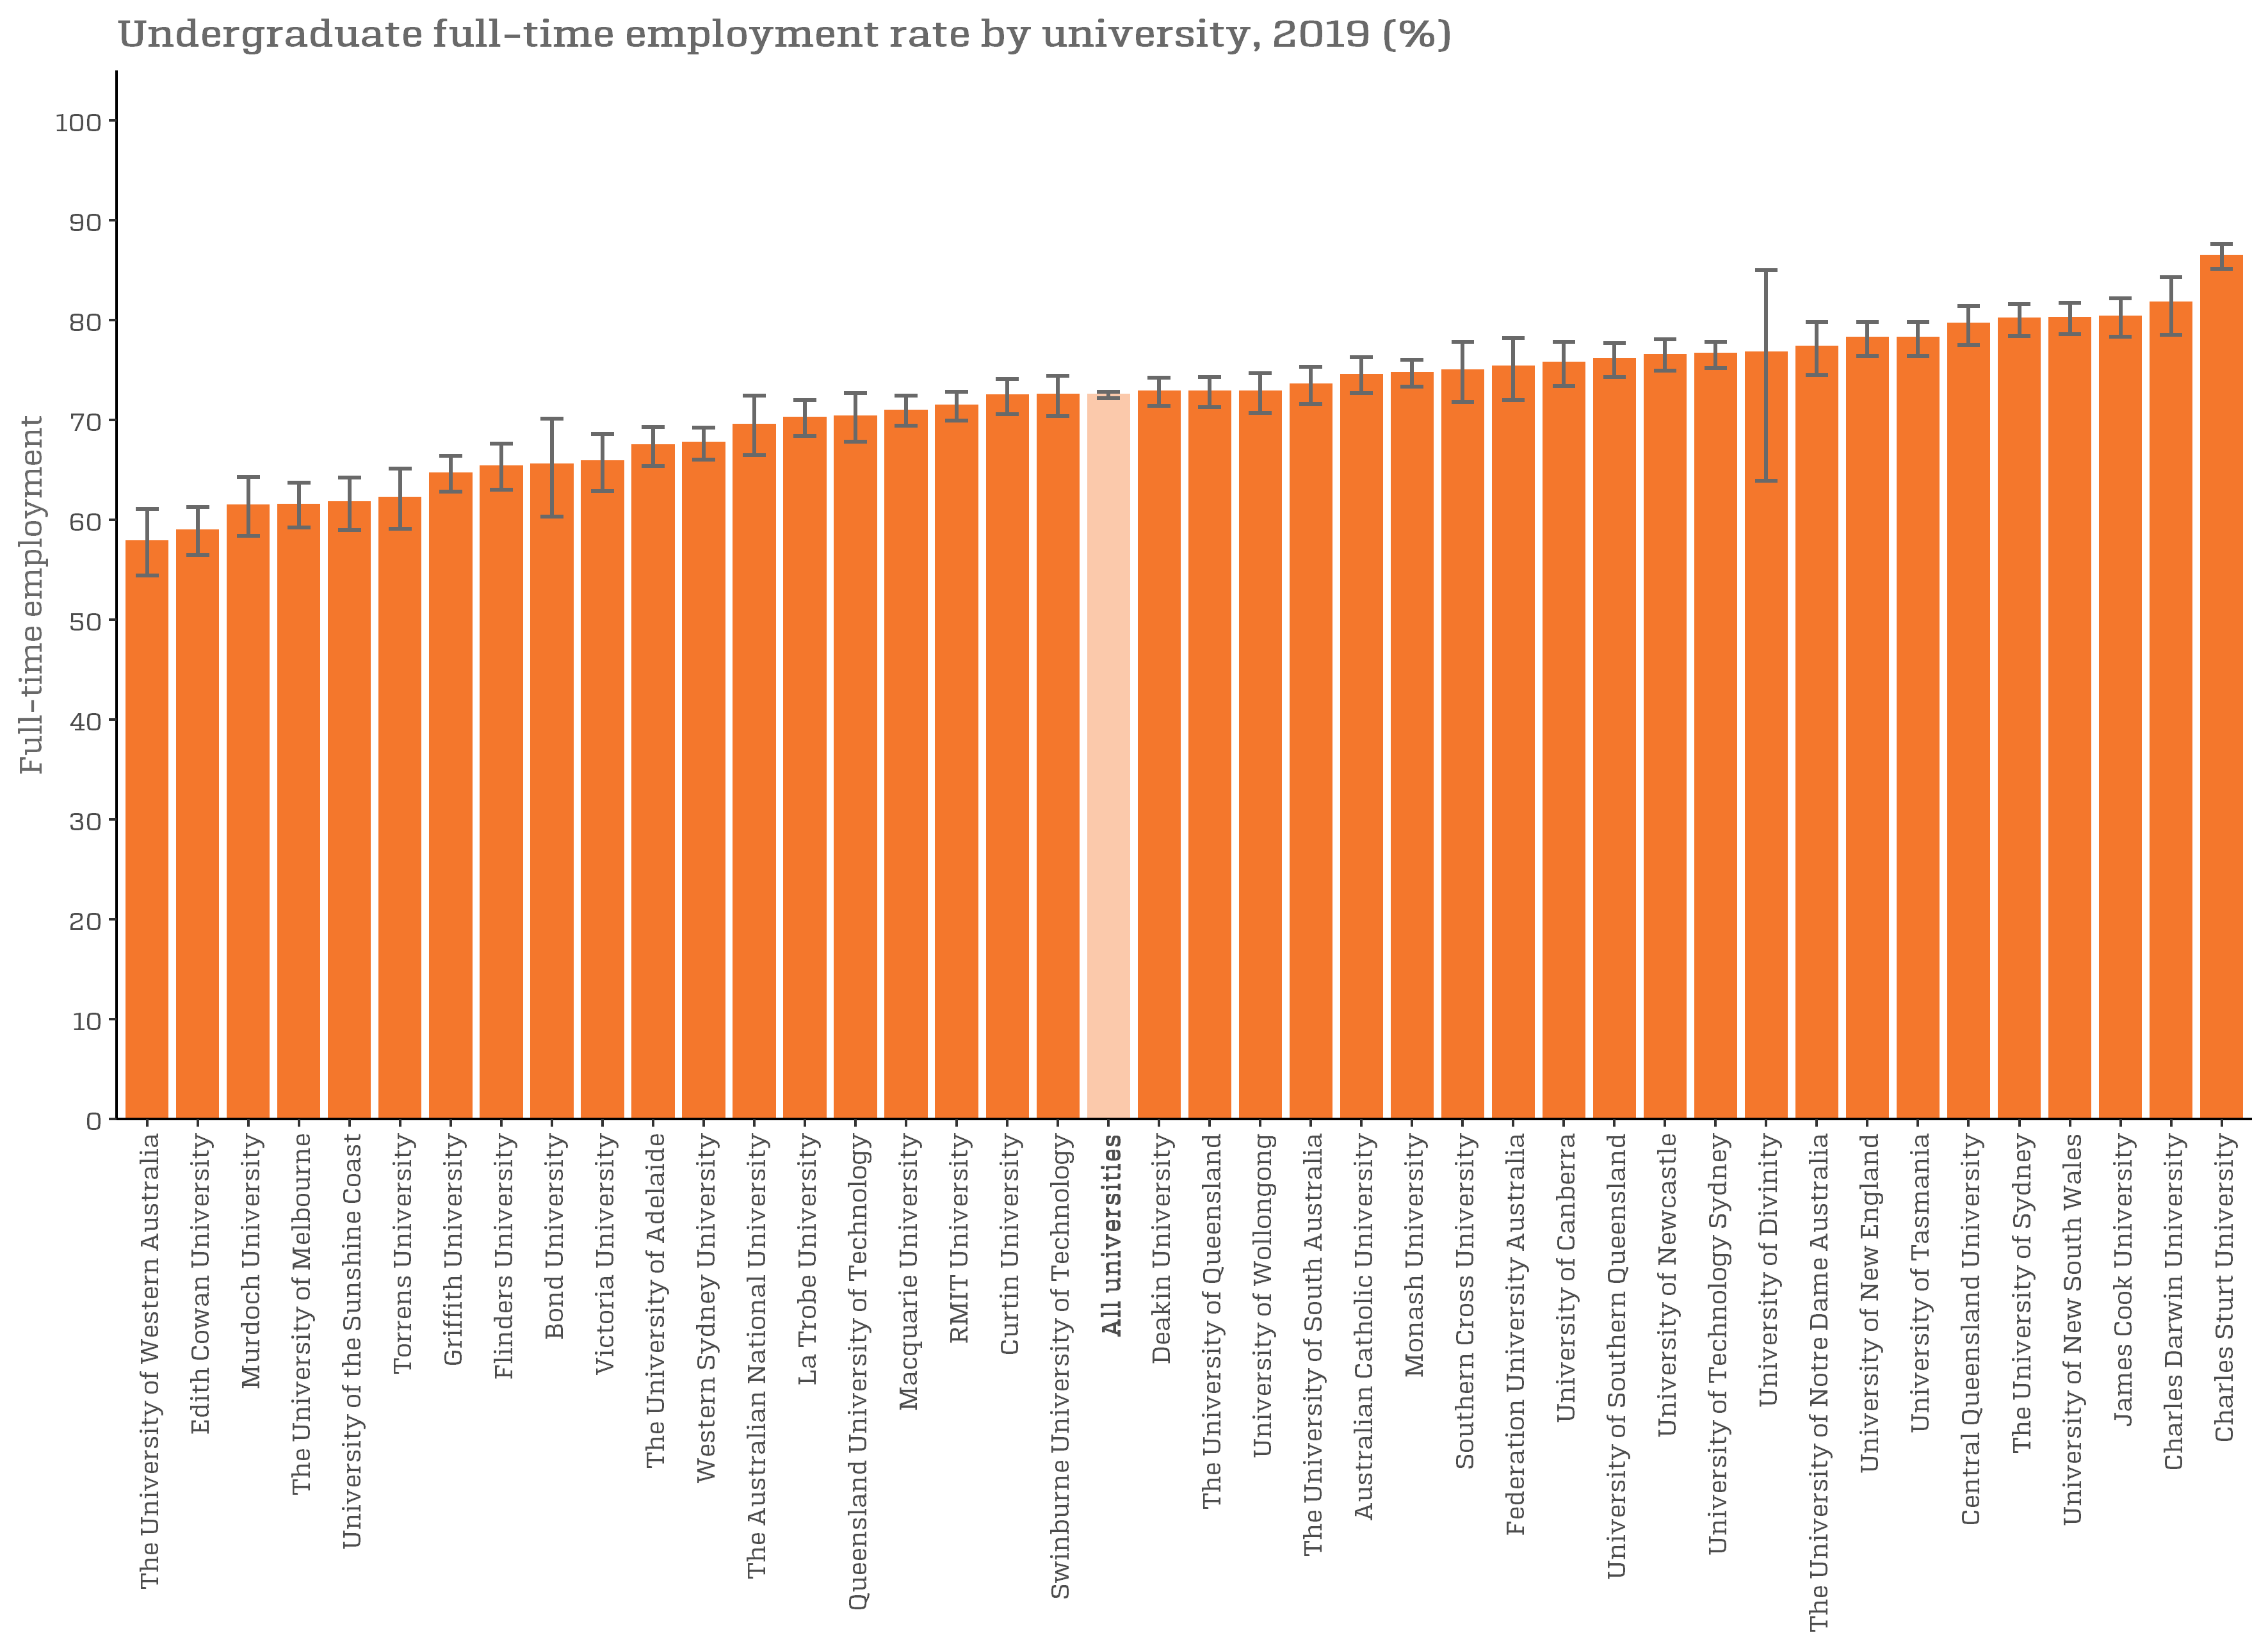 Undergraduate full-time employment rate by university, 2019 (%)
Full-time employment
100
90
80
70
60
50
40
30
20
10
0
The University of Western Australia
Edith Cowan University
Murdoch University
The University of Melbourne
University of the Sunshine Coast
Torrens University
Griffith University
Flinders University
Bond University
Victoria University
The University of Adelaide
Western Sydney University
The Australian National University
La Trobe University
Queensland University of Technology
Macquarie University
RMIT University
Curtin University
Swinburne University of Technology
All universities
Deakin University
The University of Queensland
University of Wollongong
The University of South Australia
Australian Catholic University
Monash University
Southern Cross University
Federation University Australia
University of Canberra
University of Southern Queensland
University of Newcastle
University of Technology Sydney
University of Divinity
The University of Notre Dame Australia
University of New England
University of Tasmania
Central Queensland University
The University of Sydney
University of New South Wales
James Cook University
Charles Darwin University
Charles Sturt University